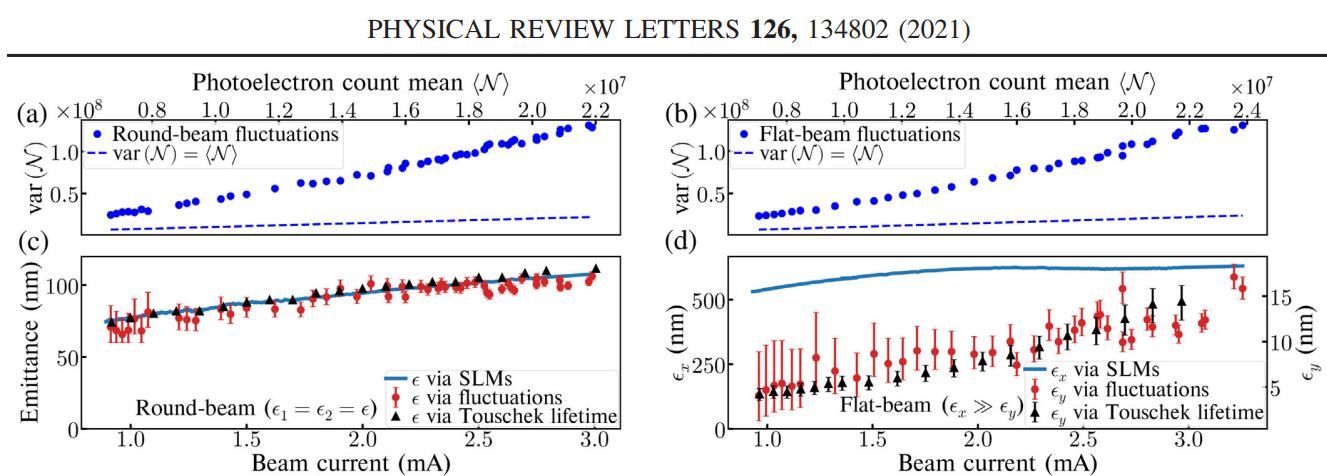 PHYSICAL REVIEW LETTERS 126, 134802 (2021)
Photoelectron count mean ⟨𝒩⟩
×10⁷
(a) ×10⁸ 0.8 1.0 1.2 1.4 1.6 1.8 2.0 2.2
Round-beam fluctuations
var (𝒩) = ⟨𝒩⟩
var (𝒩)
1.0
0.5
Photoelectron count mean ⟨𝒩⟩
×10⁷
(b) ×10⁸ 0.8 1.0 1.2 1.4 1.6 1.8 2.0 2.2 2.4
Flat-beam fluctuations
var (𝒩) = ⟨𝒩⟩
var (𝒩)
1.0
0.5
(c)
Emittance (nm)
100
50
0
ϵ via SLMs
ϵ via fluctuations
ϵ via Touschek lifetime
Round-beam (ϵ₁ = ϵ₂ = ϵ)
1.0 1.5 2.0 2.5 3.0
Beam current (mA)
(d)
ϵₓ (nm)
500
250
0
15
10
5
ϵᵧ (nm)
ϵₓ via SLMs
ϵᵧ via fluctuations
ϵᵧ via Touschek lifetime
Flat-beam (ϵₓ ≫ ϵᵧ)
1.0 1.5 2.0 2.5 3.0
Beam current (mA)